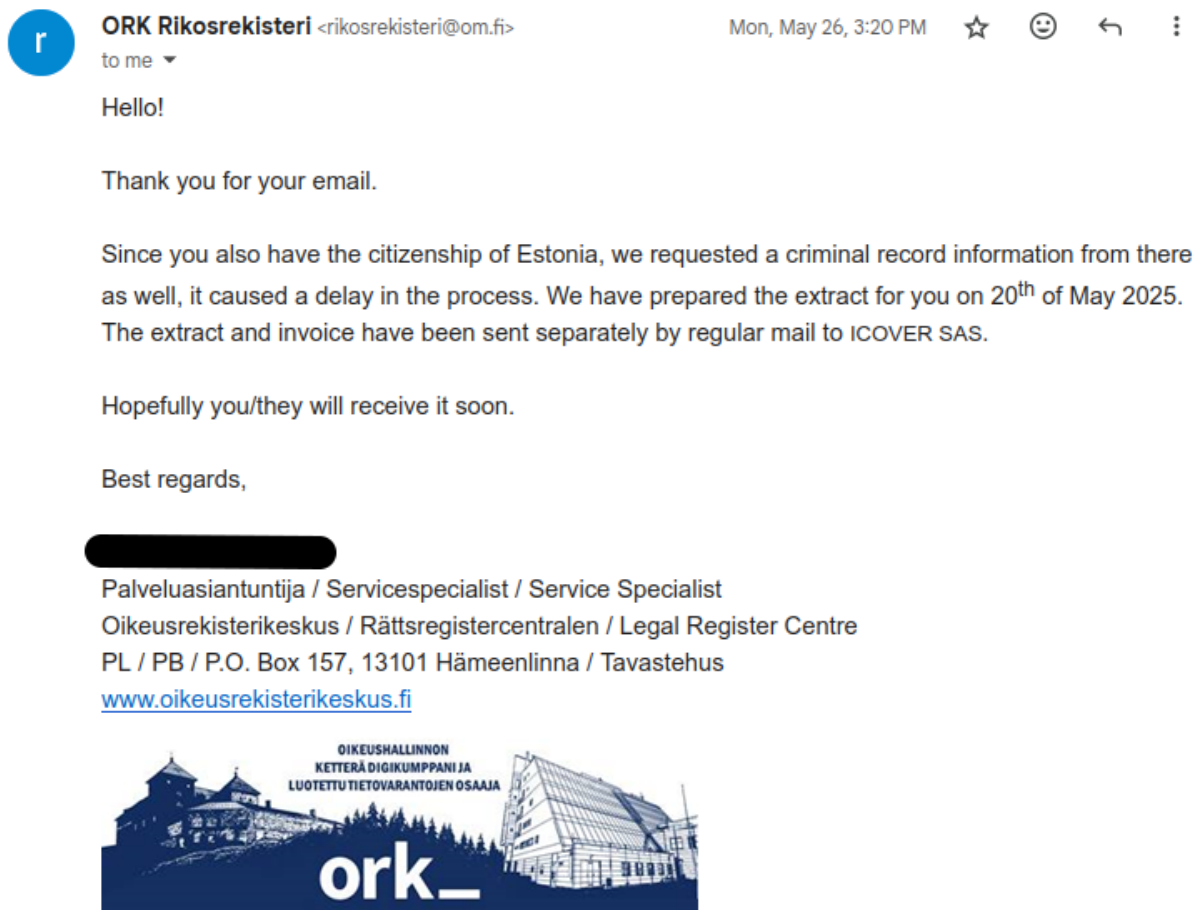 r
ORK Rikosrekisteri <rikosrekisteri@om.fi>
Mon, May 26, 3:20 PM
to me
Hello!
Thank you for your email.
Since you also have the citizenship of Estonia, we requested a criminal record information from there
as well, it caused a delay in the process. We have prepared the extract for you on 20th of May 2025.
The extract and invoice have been sent separately by regular mail to ICOVER SAS.
Hopefully you/they will receive it soon.
Best regards,
Palveluasiantuntija / Servicespecialist / Service Specialist
Oikeusrekisterikeskus / Rättsregistercentralen / Legal Register Centre
PL / PB / P.O. Box 157, 13101 Hämeenlinna / Tavastehus
www.oikeusrekisterikeskus.fi
OIKEUSHALLINNON
KETTERÄ DIGIKUMPPANI JA
LUOTETTU TIETOVARANTOJEN OSAAJA
ork_